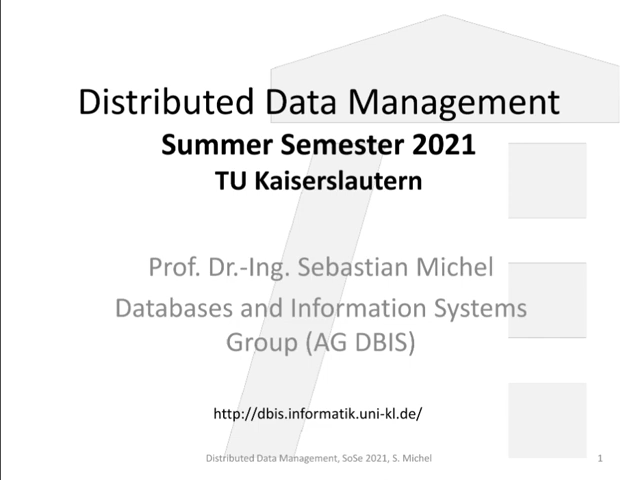 Distributed Data Management
Summer Semester 2021
TU Kaiserslautern
Prof. Dr.-Ing. Sebastian Michel
Databases and Information Systems
Group (AG DBIS)
http://dbis.informatik.uni-kl.de/
Distributed Data Management, SoSe 2021, S. Michel
1